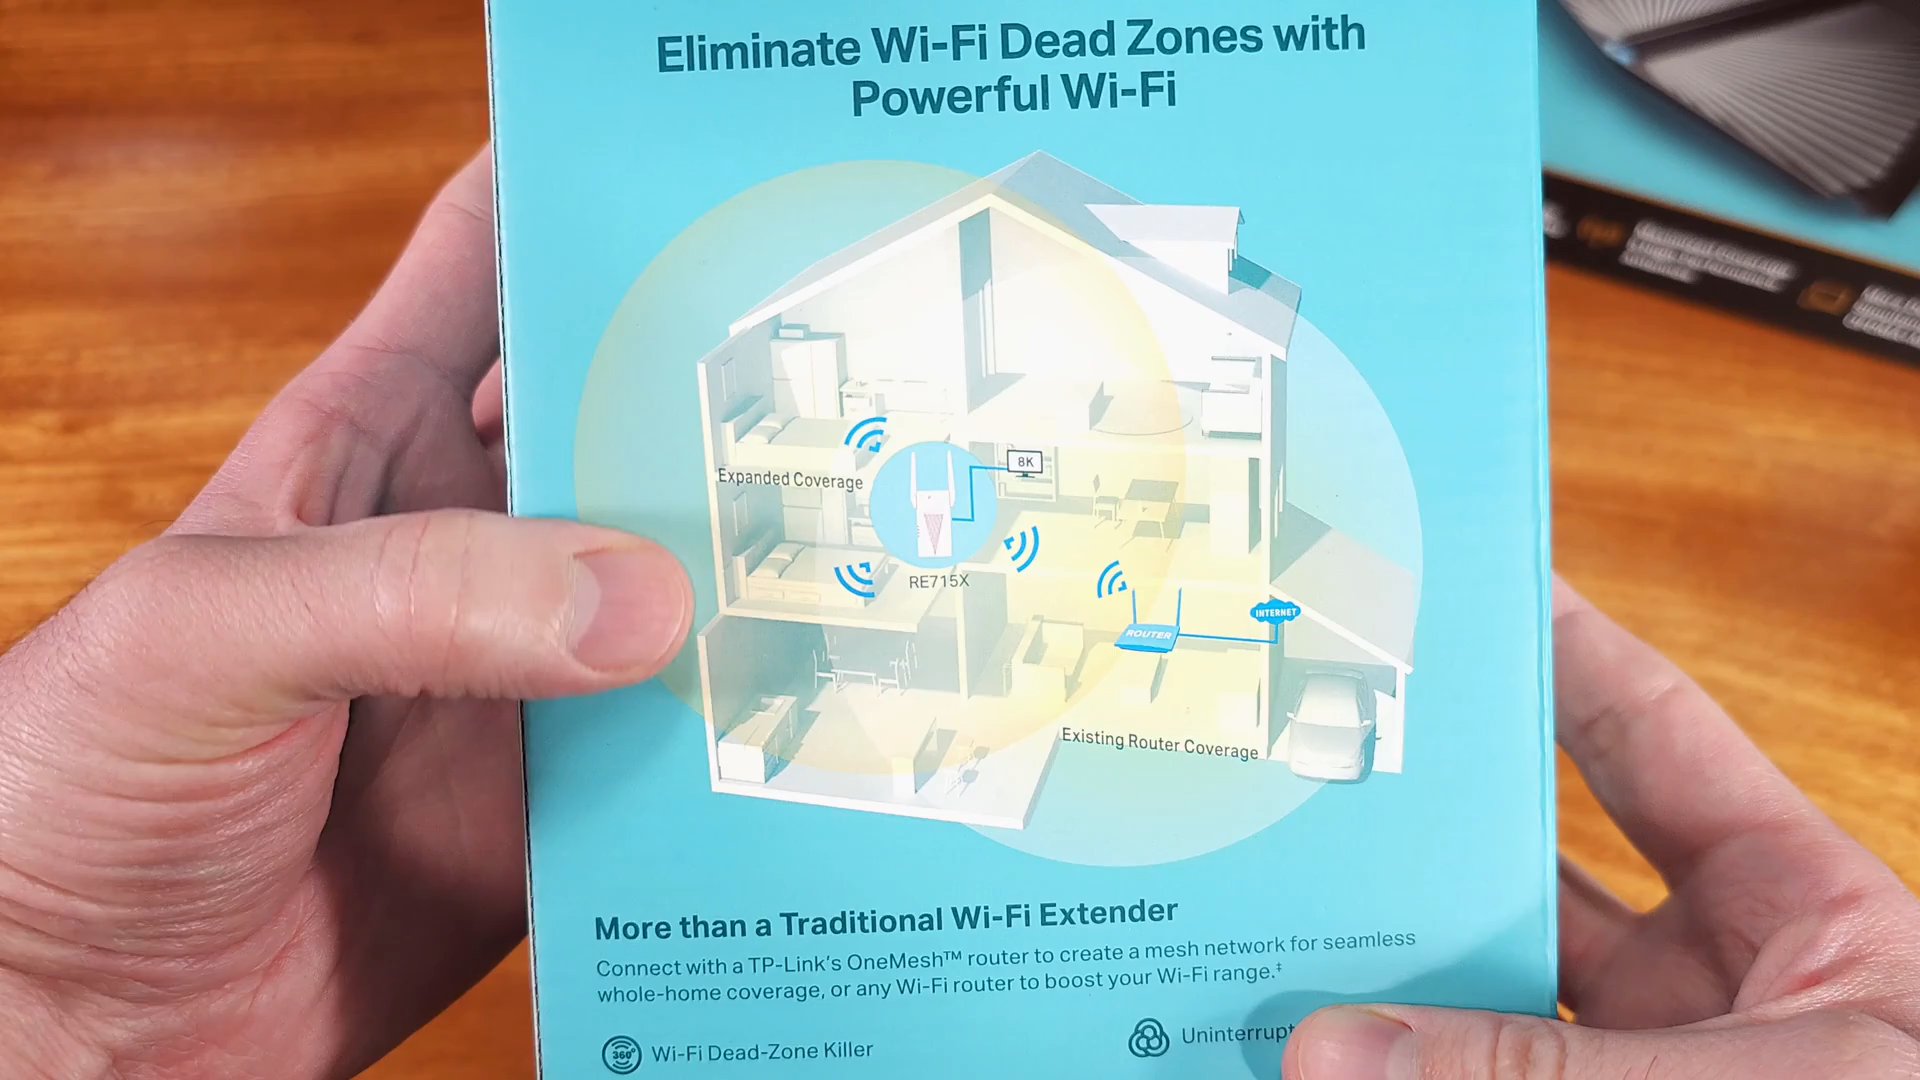 Eliminate Wi-Fi Dead Zones with
Powerful Wi-Fi
8K
Expanded Coverage
RE715X
INTERNET
ROUTER
Existing Router Coverage
More than a Traditional Wi-Fi Extender
Connect with a TP-Link's OneMesh™ router to create a mesh network for seamless
whole-home coverage, or any Wi-Fi router to boost your Wi-Fi range.‡
360° Wi-Fi Dead-Zone Killer
Uninterrupt